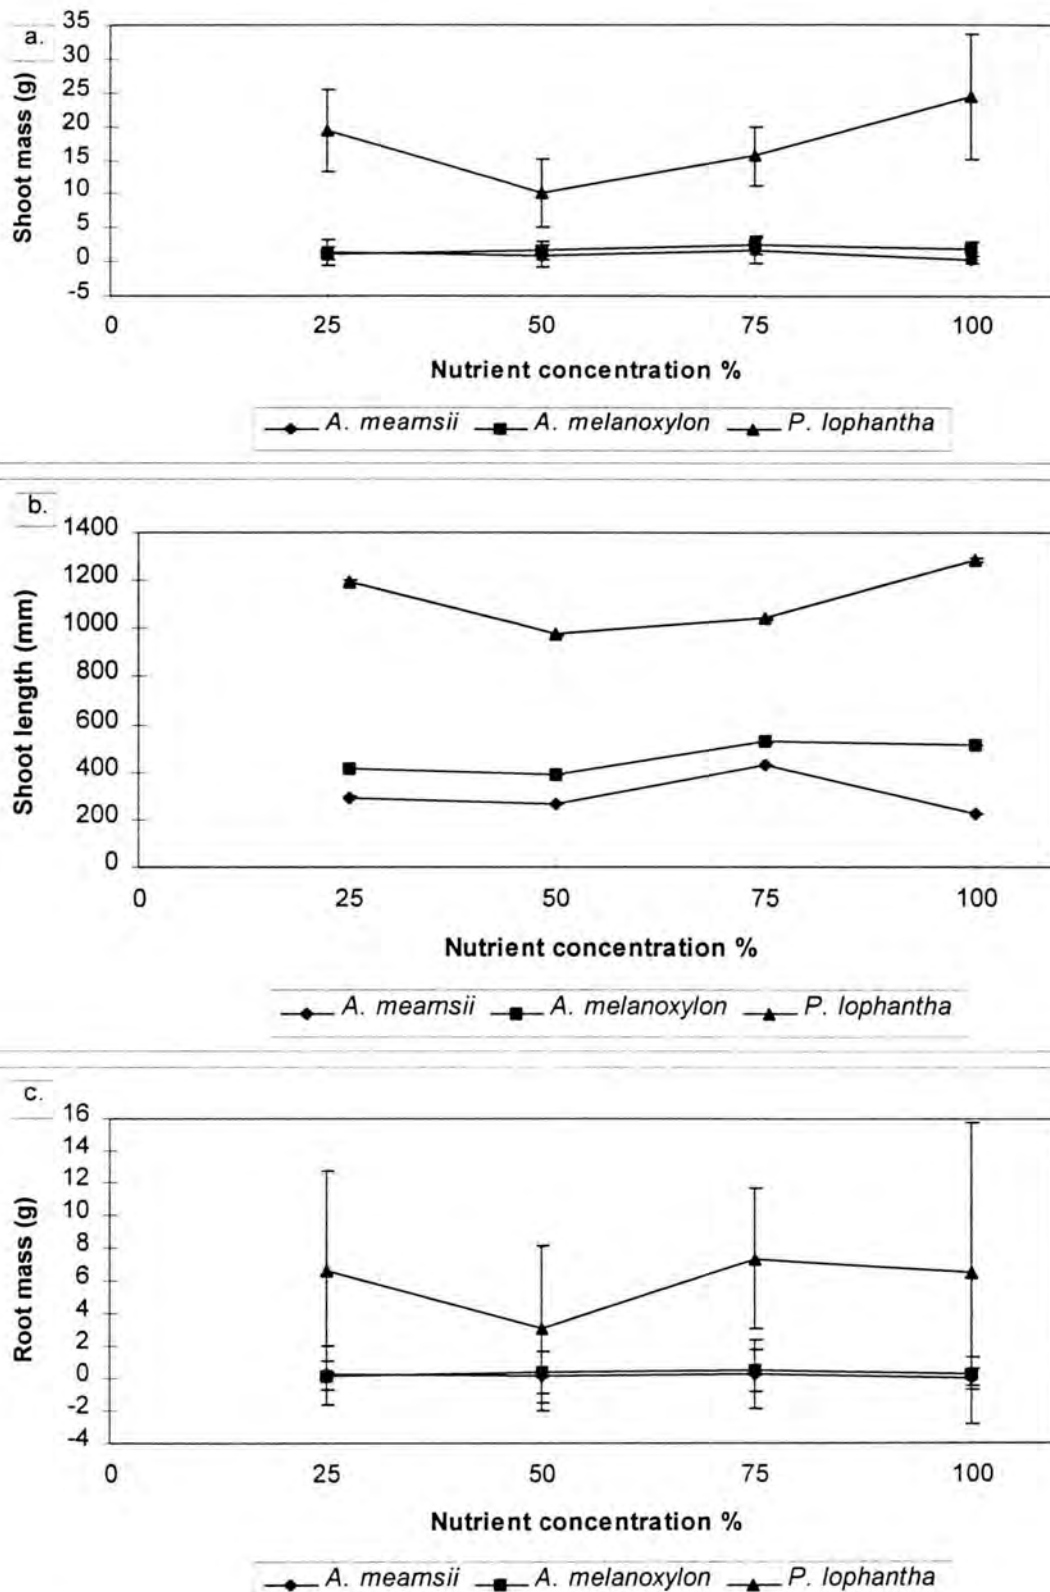 a.
Shoot mass (g)
35
30
25
20
15
10
5
0
-5
0 25 50 75 100
Nutrient concentration %
A. mearnsii A. melanoxylon P. lophantha
b.
Shoot length (mm)
1400
1200
1000
800
600
400
200
0
0 25 50 75 100
Nutrient concentration %
A. mearnsii A. melanoxylon P. lophantha
c.
Root mass (g)
16
14
12
10
8
6
4
2
0
-2
-4
0 25 50 75 100
Nutrient concentration %
A. mearnsii A. melanoxylon P. lophantha